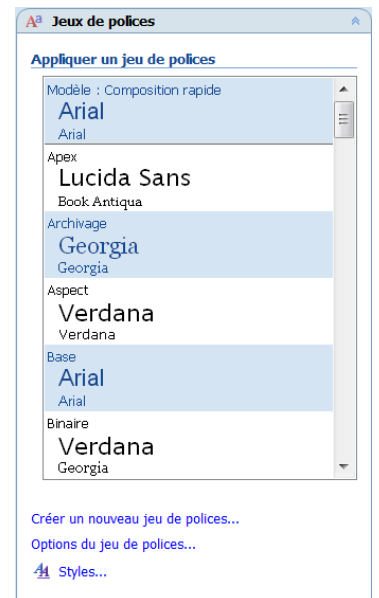 Jeux de polices
Appliquer un jeu de polices
Modèle : Composition rapide
Arial
Arial
Apex
Lucida Sans
Book Antiqua
Archivage
Georgia
Georgia
Aspect
Verdana
Verdana
Base
Arial
Arial
Binaire
Verdana
Georgia
Créer un nouveau jeu de polices...
Options du jeu de polices...
Styles...